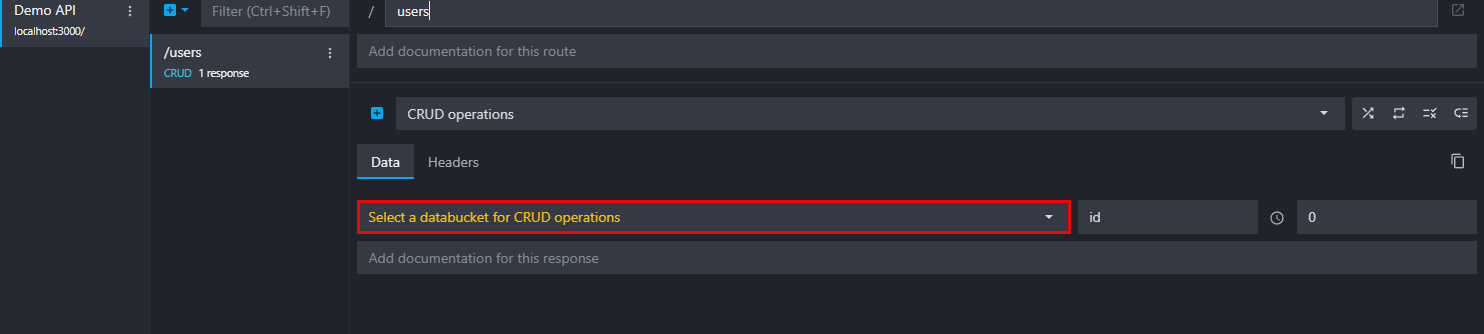 Demo API
localhost:3000/
Filter (Ctrl+Shift+F)
/users
CRUD 1 response
/ users
Add documentation for this route
CRUD operations
Data Headers
Select a databucket for CRUD operations id 0
Add documentation for this response